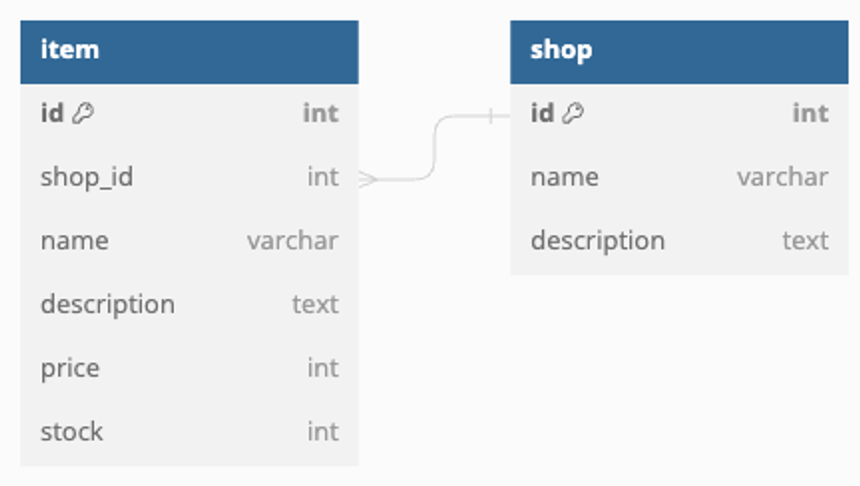 item
id int
shop_id int
name varchar
description text
price int
stock int
shop
id int
name varchar
description text